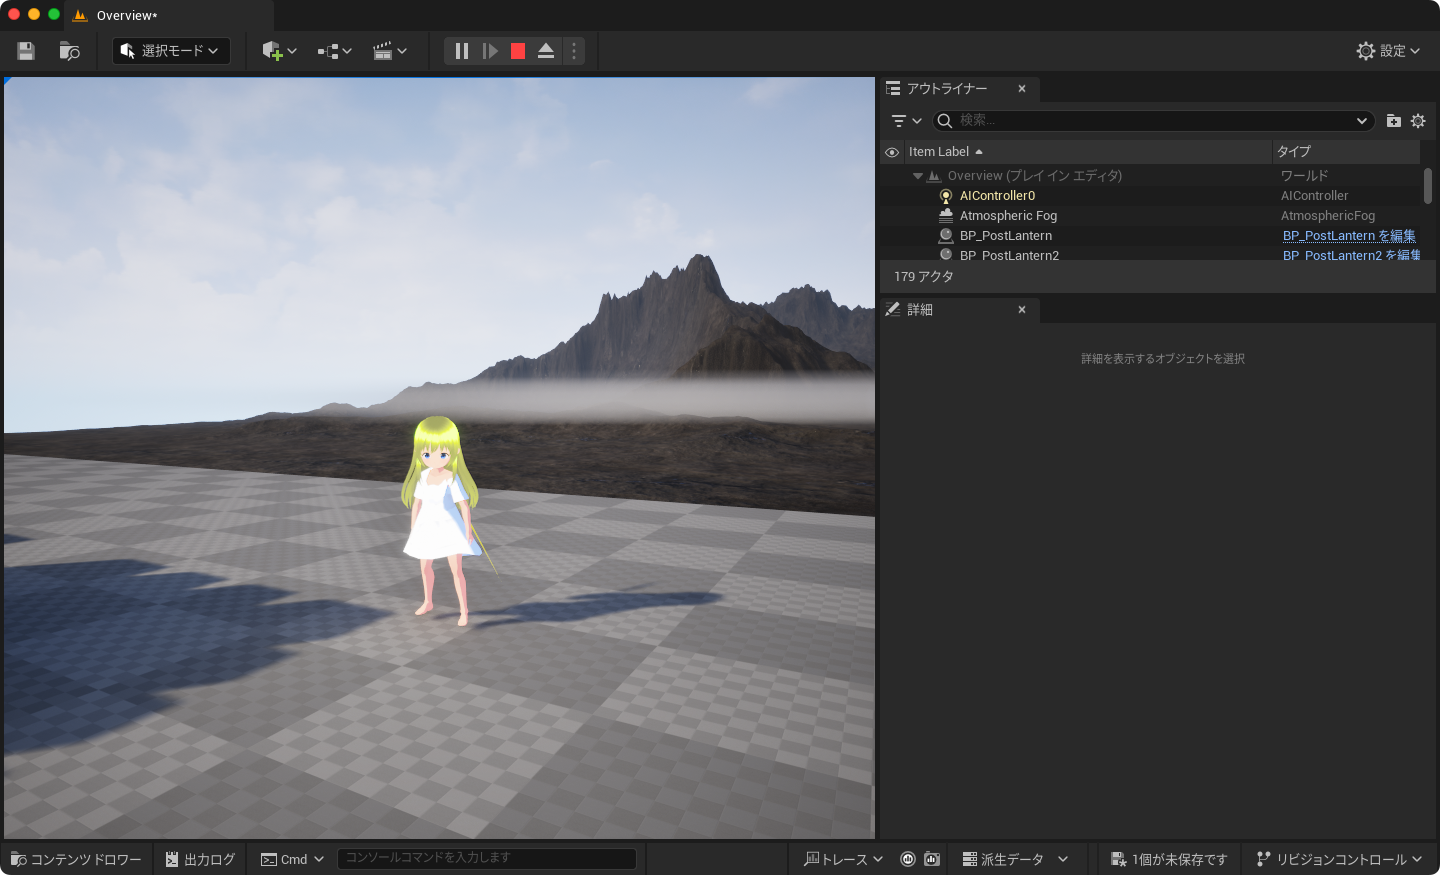 Overview*
選択モード
設定
アウトライナー
検索...
Item Label
タイプ
Overview (プレイ イン エディタ)
ワールド
AIController0
AIController
Atmospheric Fog
AtmosphericFog
BP_PostLantern
BP_PostLantern を編集
BP_PostLantern2
BP_PostLantern2 を編集
179 アクタ
詳細
詳細を表示するオブジェクトを選択
コンテンツ ドロワー
出力ログ
Cmd
コンソールコマンドを入力します
トレース
派生データ
1個が未保存です
リビジョンコントロール